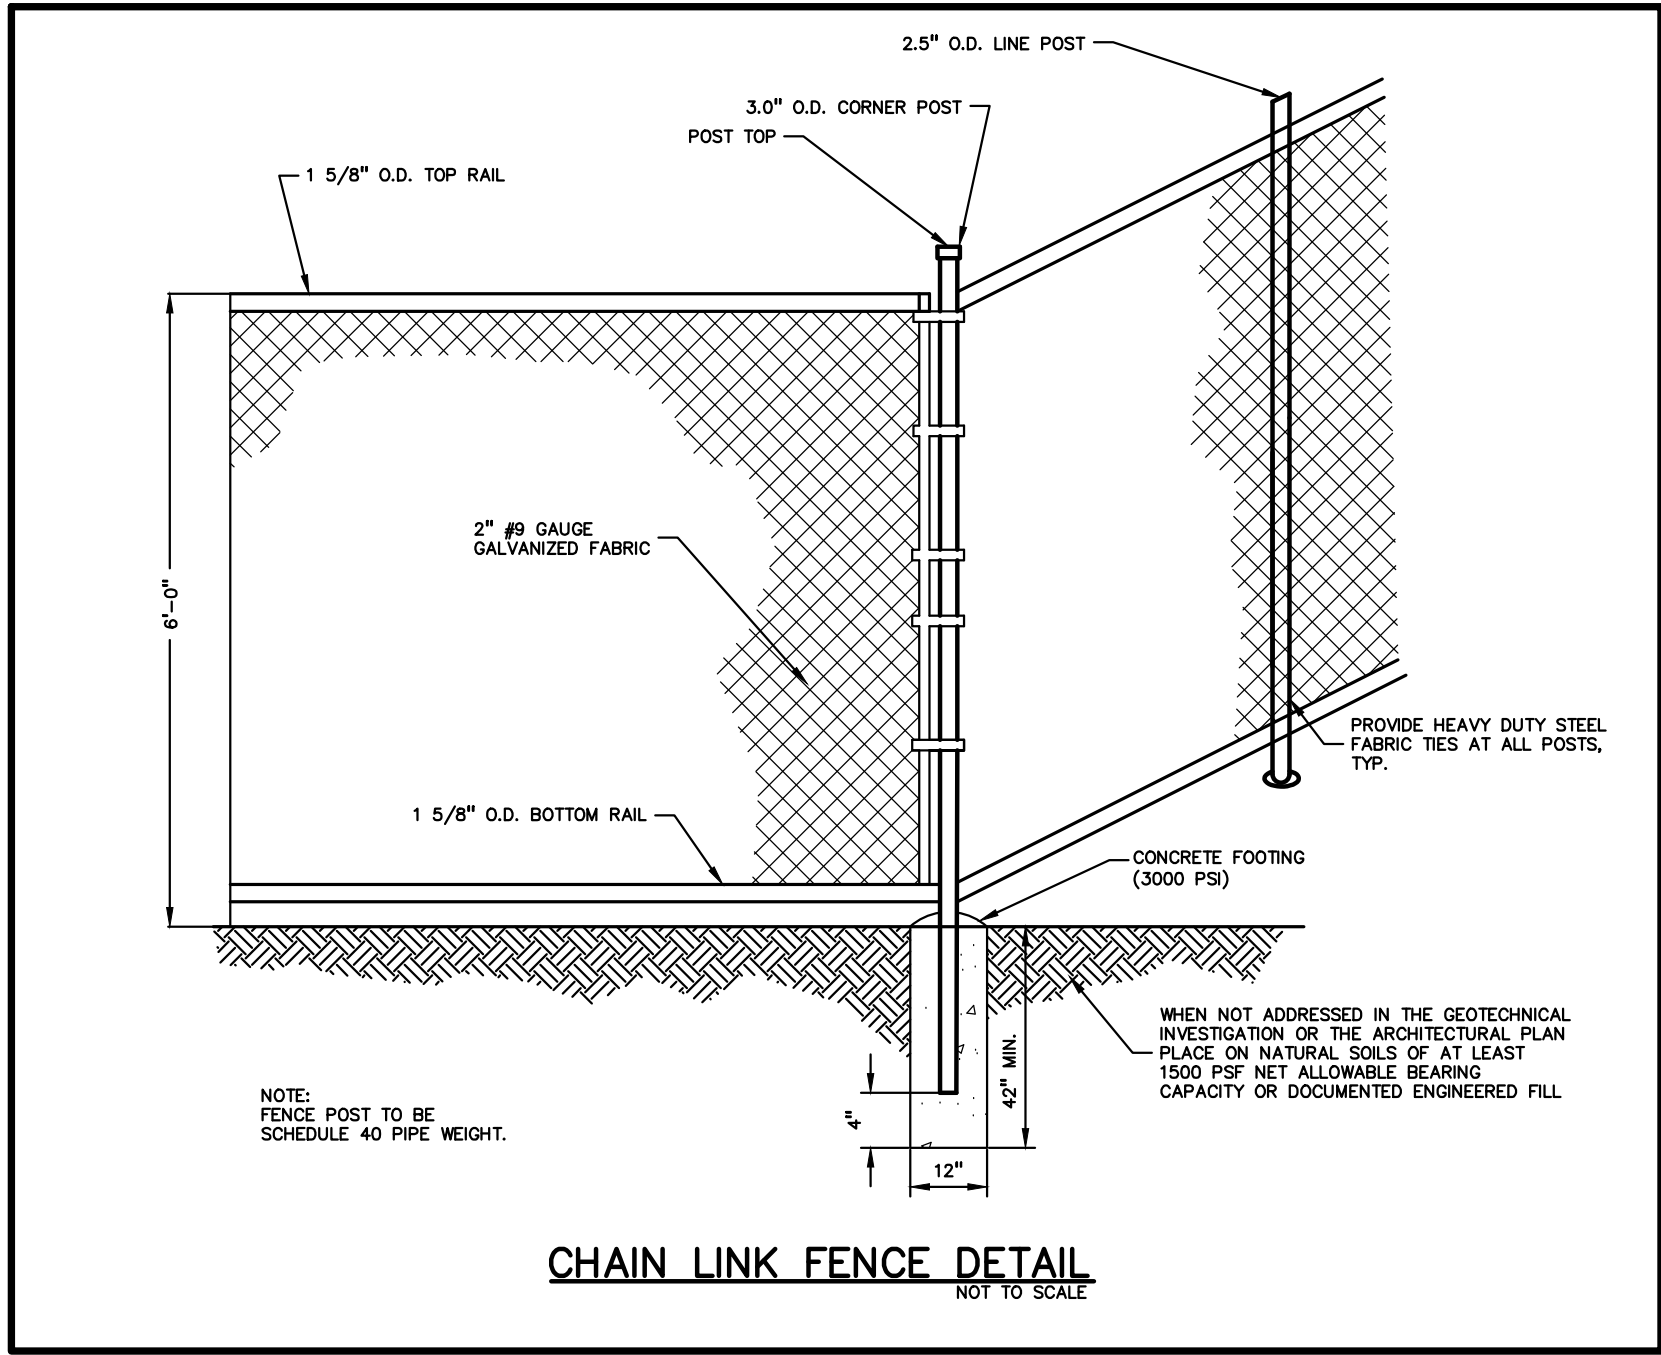 2.5" O.D. LINE POST
3.0" O.D. CORNER POST
POST TOP
1 5/8" O.D. TOP RAIL
2" #9 GAUGE
GALVANIZED FABRIC
6'-0"
PROVIDE HEAVY DUTY STEEL
FABRIC TIES AT ALL POSTS,
TYP.
1 5/8" O.D. BOTTOM RAIL
CONCRETE FOOTING
(3000 PSI)
WHEN NOT ADDRESSED IN THE GEOTECHNICAL
INVESTIGATION OR THE ARCHITECTURAL PLAN
PLACE ON NATURAL SOILS OF AT LEAST
1500 PSF NET ALLOWABLE BEARING
CAPACITY OR DOCUMENTED ENGINEERED FILL
42" MIN.
4"
12"
NOTE:
FENCE POST TO BE
SCHEDULE 40 PIPE WEIGHT.
CHAIN LINK FENCE DETAIL
NOT TO SCALE